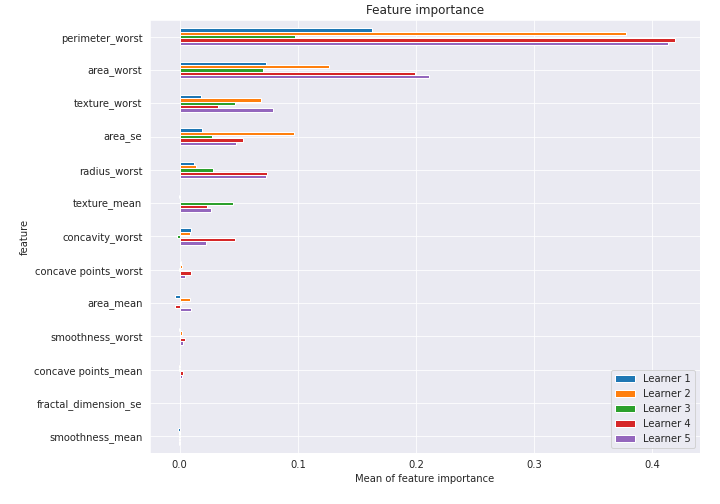 Feature importance
perimeter_worst
area_worst
texture_worst
area_se
radius_worst
texture_mean
concavity_worst
concave points_worst
area_mean
smoothness_worst
concave points_mean
fractal_dimension_se
smoothness_mean
feature
Learner 1
Learner 2
Learner 3
Learner 4
Learner 5
0.0 0.1 0.2 0.3 0.4
Mean of feature importance